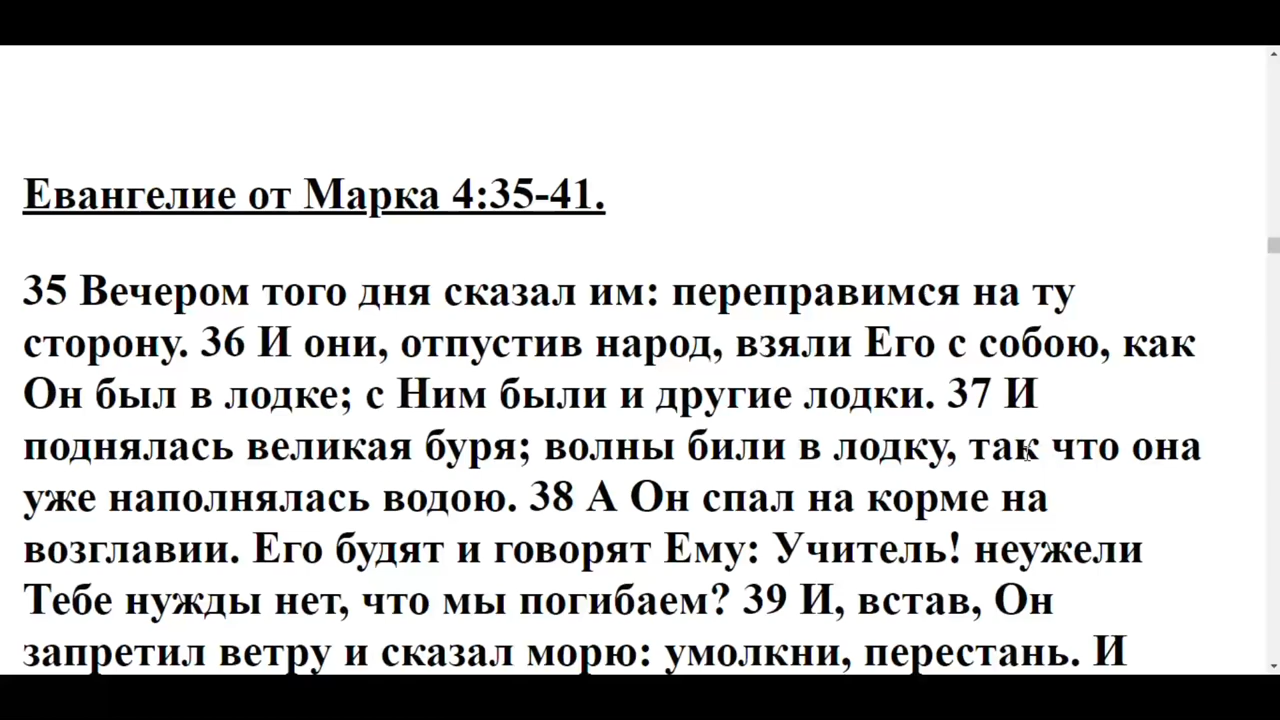 Евангелие от Марка 4:35-41.
35 Вечером того дня сказал им: переправимся на ту
сторону. 36 И они, отпустив народ, взяли Его с собою, как
Он был в лодке; с Ним были и другие лодки. 37 И
поднялась великая буря; волны били в лодку, так что она
уже наполнялась водою. 38 А Он спал на корме на
возглавии. Его будят и говорят Ему: Учитель! неужели
Тебе нужды нет, что мы погибаем? 39 И, встав, Он
запретил ветру и сказал морю: умолкни, перестань. И